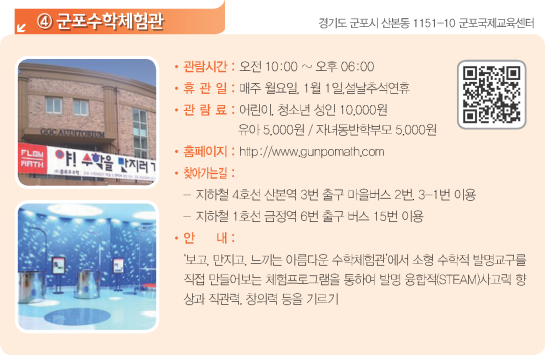 ④ 군포수학체험관
경기도 군포시 산본동 1151-10 군포국제교육센터
• 관람시간 : 오전 10:00 ~ 오후 06:00
• 휴 관 일 : 매주 월요일, 1월 1일,설날추석연휴
• 관 람 료 : 어린이, 청소년 성인 10,000원
유아 5,000원 / 자녀동반학부모 5,000원
• 홈페이지 : http://www.gunpomath.com
• 찾아가는길 :
- 지하철 4호선 산본역 3번 출구 마을버스 2번, 3-1번 이용
- 지하철 1호선 금정역 6번 출구 버스 15번 이용
• 안 내 :
'보고, 만지고, 느끼는 아름다운 수학체험관'에서 소형 수학적 발명교구를
직접 만들어보는 체험프로그램을 통하여 발명 융합적(STEAM)사고력 향
상과 직관력, 창의력 등을 기르기
GGC AUDITORIUM
FLOW MATH 야! 수학을 만지러 가